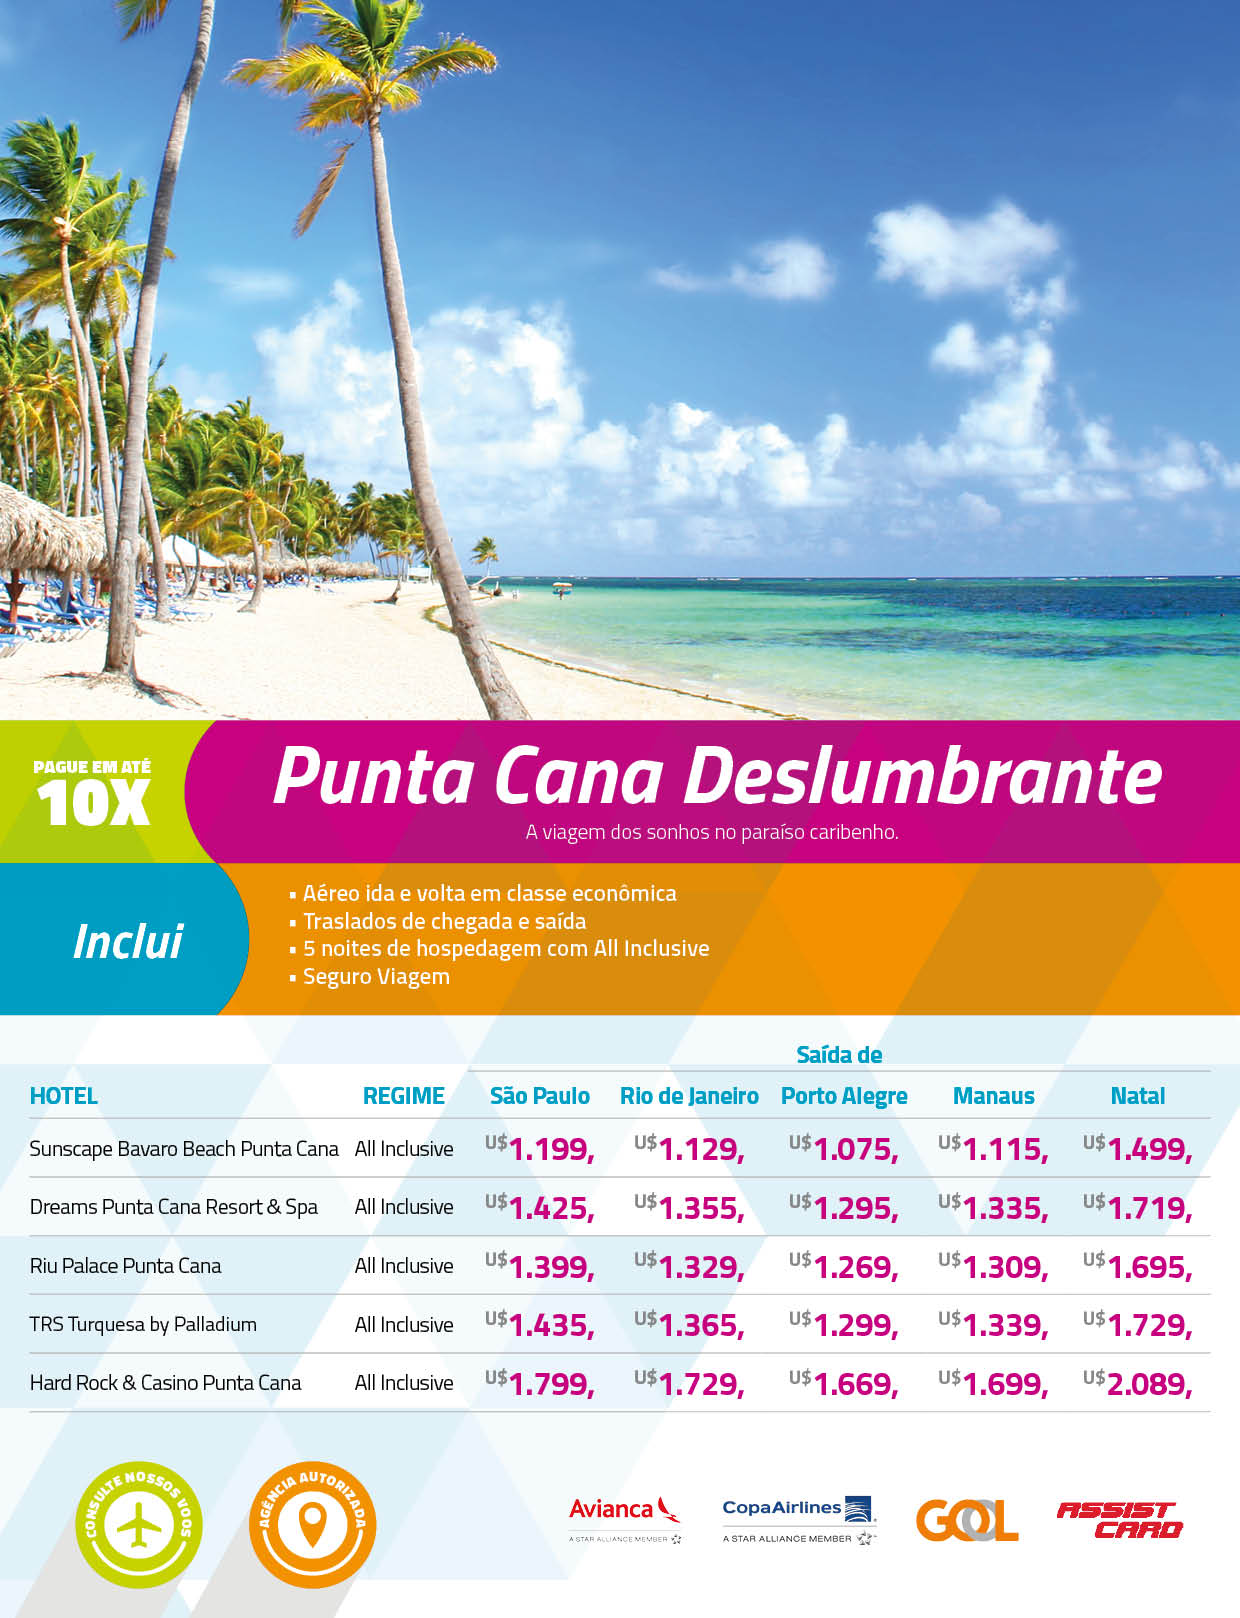 PAGUE EM ATÉ
10X
Punta Cana Deslumbrante
A viagem dos sonhos no paraíso caribenho.
Inclui
• Aéreo ida e volta em classe econômica
• Traslados de chegada e saída
• 5 noites de hospedagem com All Inclusive
• Seguro Viagem
Saída de
HOTEL REGIME São Paulo Rio de Janeiro Porto Alegre Manaus Natal
Sunscape Bavaro Beach Punta Cana All Inclusive U$1.199, U$1.129, U$1.075, U$1.115, U$1.499,
Dreams Punta Cana Resort & Spa All Inclusive U$1.425, U$1.355, U$1.295, U$1.335, U$1.719,
Riu Palace Punta Cana All Inclusive U$1.399, U$1.329, U$1.269, U$1.309, U$1.695,
TRS Turquesa by Palladium All Inclusive U$1.435, U$1.365, U$1.299, U$1.339, U$1.729,
Hard Rock & Casino Punta Cana All Inclusive U$1.799, U$1.729, U$1.669, U$1.699, U$2.089,
CONSULTE NOSSOS VOOS
AGÊNCIA AUTORIZADA
Avianca
A STAR ALLIANCE MEMBER
CopaAirlines
A STAR ALLIANCE MEMBER
GOL
ASSIST
CARD